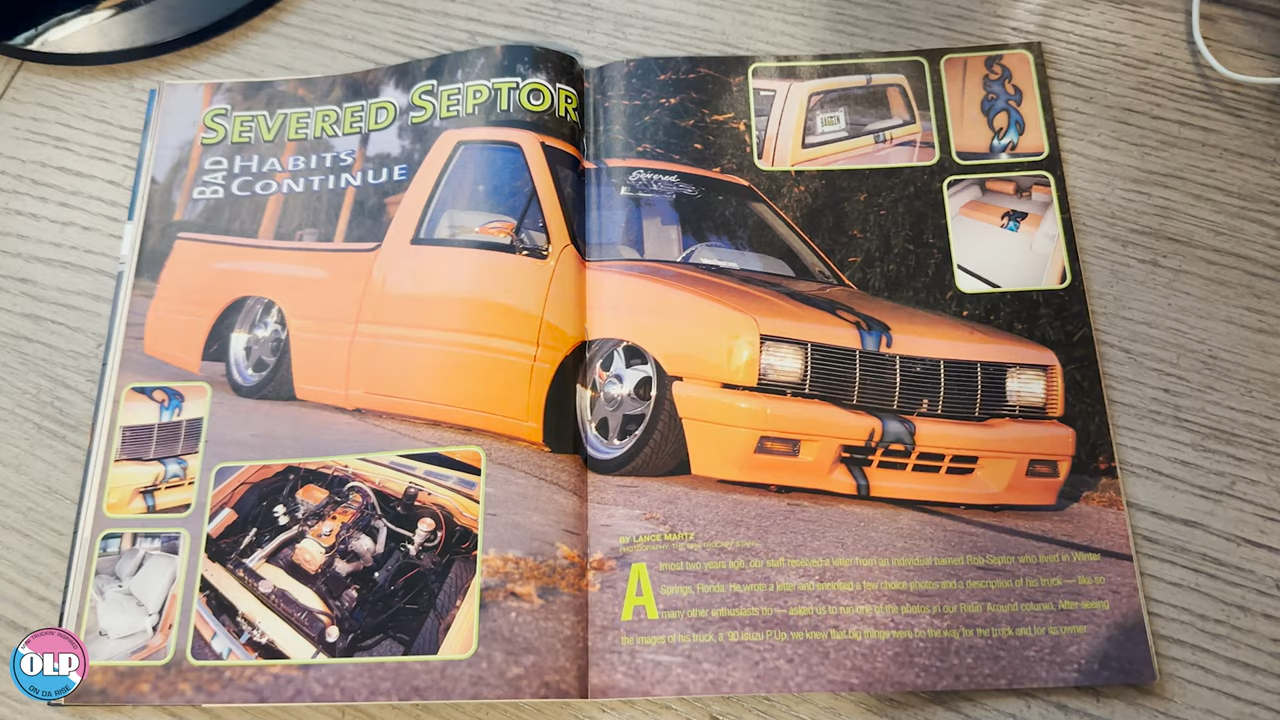 SEVERED SEPTOR
BAD HABITS
CONTINUE
Severed
BAGGIN'
BY LANCE MARTZ
PHOTOGRAPHY: THE MINI TRUCKIN' STAFF
Almost two years ago, our staff received a letter from an individual named Rob Septor who lived in Winter
Springs, Florida. He wrote a letter and enclosed a few choice photos and a description of his truck — like so
many other enthusiasts do — asked us to run one of the photos in our Ridin' Around column. After seeing
the images of his truck, a '90 Isuzu P'Up, we knew that big things were on the way for the truck and for its owner.
MINI TRUCKIN' INSPIRED
OLP
ON DA RISE